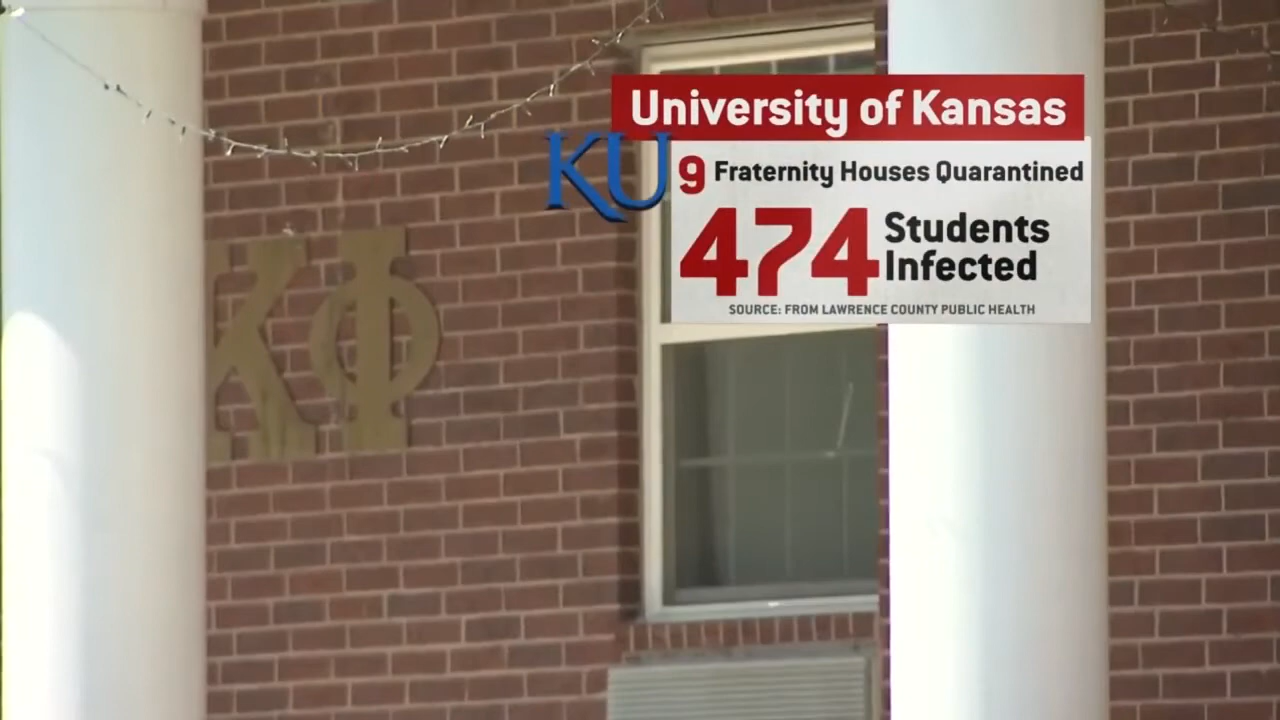 University of Kansas
KU
9 Fraternity Houses Quarantined
474 Students
Infected
SOURCE: FROM LAWRENCE COUNTY PUBLIC HEALTH
ΚΦ